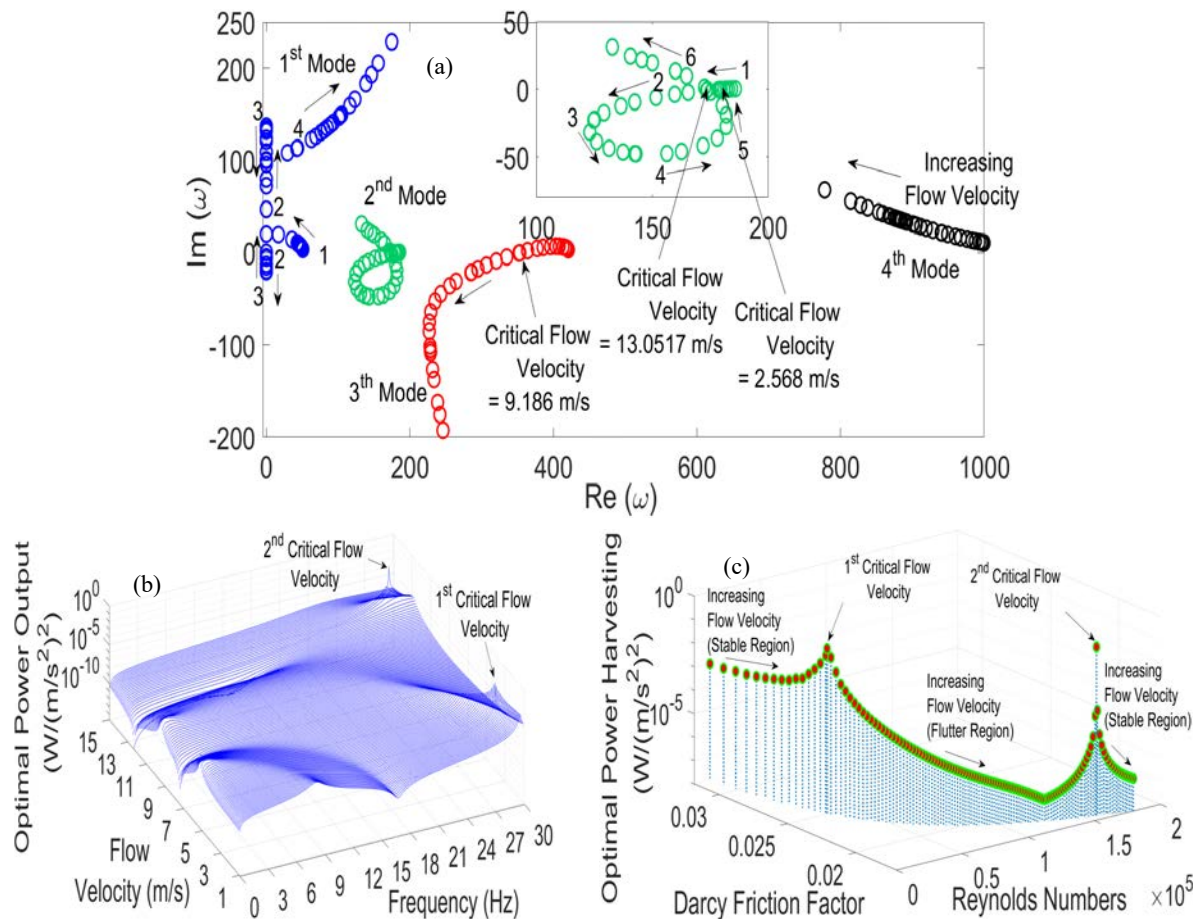 (a)
Im (ω)
250
200
150
100
50
0
-50
-100
-150
-200
1st Mode
3
4
2
1
2
3
2nd Mode
3th Mode
4th Mode
Increasing
Flow Velocity
50
0
-50
100
150
200
6
1
2
3
4
5
Critical Flow
Velocity
= 9.186 m/s
Critical Flow
Velocity
= 13.0517 m/s
Critical Flow
Velocity
= 2.568 m/s
0
200
400
600
800
1000
Re (ω)
(b)
Optimal Power Output
(W/(m/s²)²)
10⁰
10⁻⁵
10⁻¹⁰
2nd Critical Flow
Velocity
1st Critical Flow
Velocity
15
13
11
9
7
5
3
1
Flow
Velocity (m/s)
0
3
6
9
12
15
18
21
24
27
30
Frequency (Hz)
(c)
Optimal Power Harvesting
(W/(m/s²)²)
10⁰
10⁻⁵
Increasing
Flow Velocity
(Stable Region)
1st Critical Flow
Velocity
2nd Critical Flow
Velocity
Increasing
Flow Velocity
(Flutter Region)
Increasing
Flow Velocity
(Stable Region)
0.03
0.025
0.02
Darcy Friction Factor
0
0.5
1
1.5
2
×10⁵
Reynolds Numbers